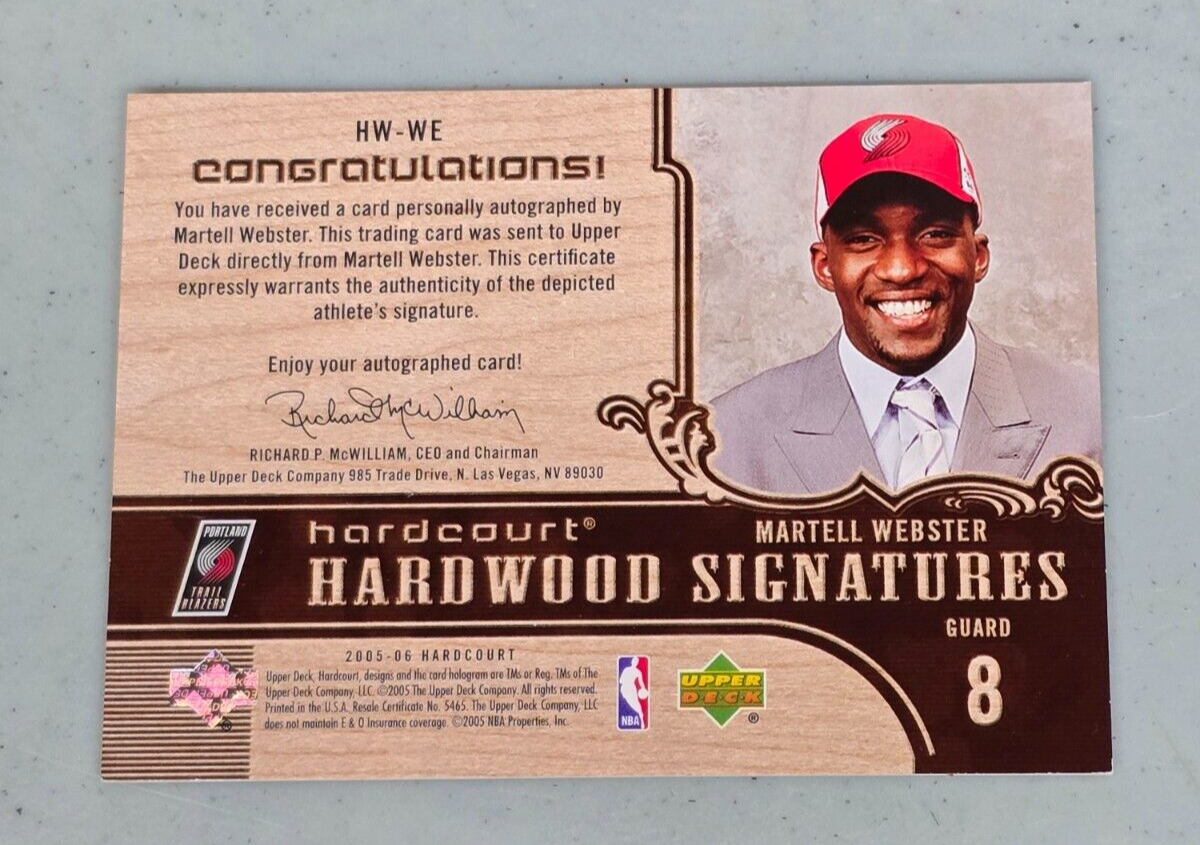 HW-WE
congratulations!
You have received a card personally autographed by
Martell Webster. This trading card was sent to Upper
Deck directly from Martell Webster. This certificate
expressly warrants the authenticity of the depicted
athlete's signature.
Enjoy your autographed card!
Richard McWilliam
RICHARD P. McWILLIAM, CEO and Chairman
The Upper Deck Company 985 Trade Drive, N. Las Vegas, NV 89030
PORTLAND
TRAIL
BLAZERS
hardcourt®
MARTELL WEBSTER
HARDWOOD SIGNATURES
GUARD
8
2005-06 HARDCOURT
Upper Deck, Hardcourt, designs and the card hologram are TMs or Reg. TMs of The
Upper Deck Company, LLC. ©2005 The Upper Deck Company. All rights reserved.
Printed in the U.S.A. Resale Certificate No. 5465. The Upper Deck Company, LLC
does not maintain E & O Insurance coverage. ©2005 NBA Properties, Inc.
NBA
UPPER
DECK®